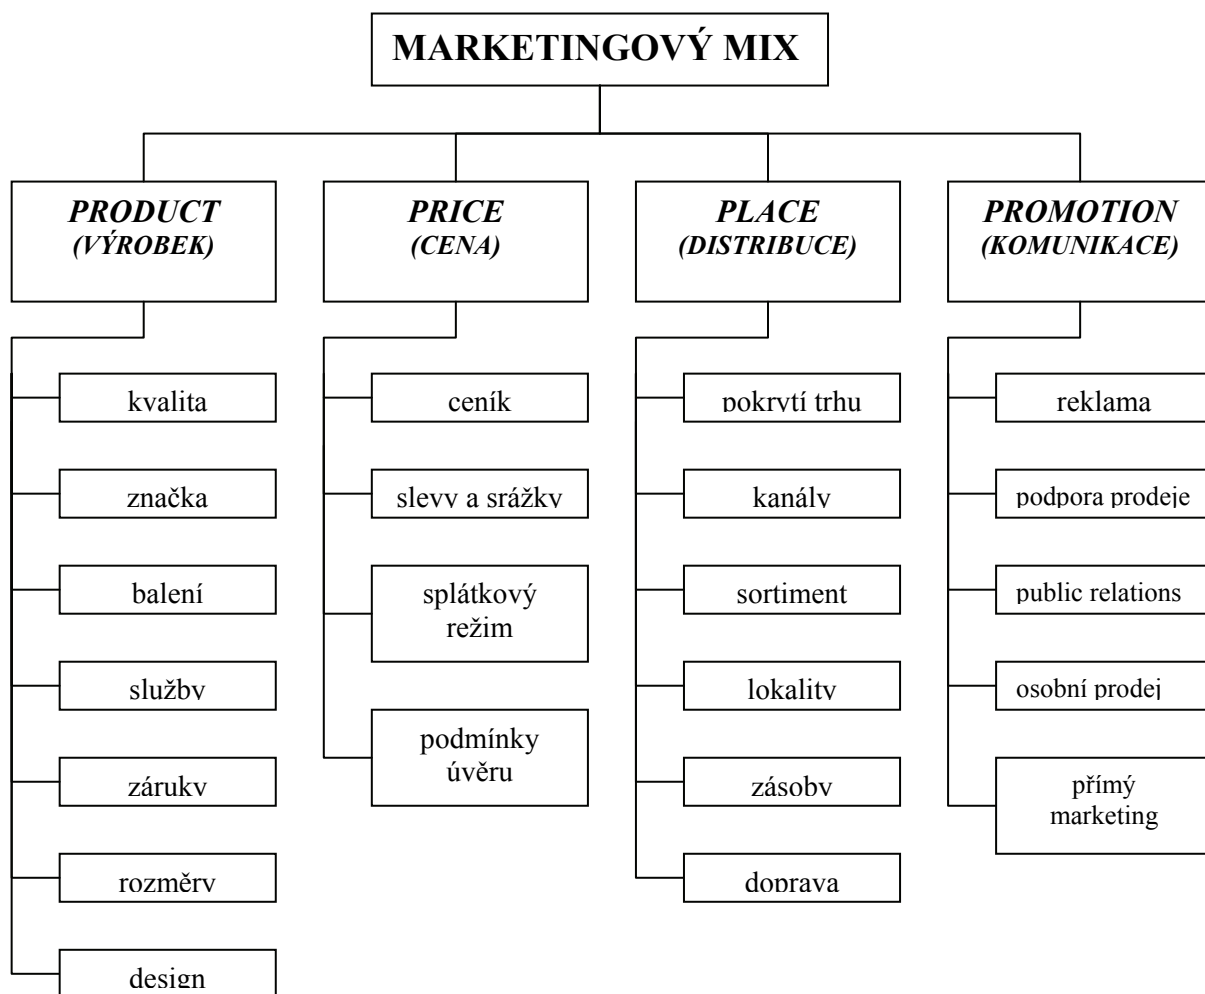 MARKETINGOVÝ MIX
PRODUCT
(VÝROBEK)
PRICE
(CENA)
PLACE
(DISTRIBUCE)
PROMOTION
(KOMUNIKACE)
kvalita
značka
balení
služby
záruky
rozměry
design
ceník
slevy a srážky
splátkový
režim
podmínky
úvěru
pokrytí trhu
kanály
sortiment
lokality
zásoby
doprava
reklama
podpora prodeje
public relations
osobní prodej
přímý
marketing